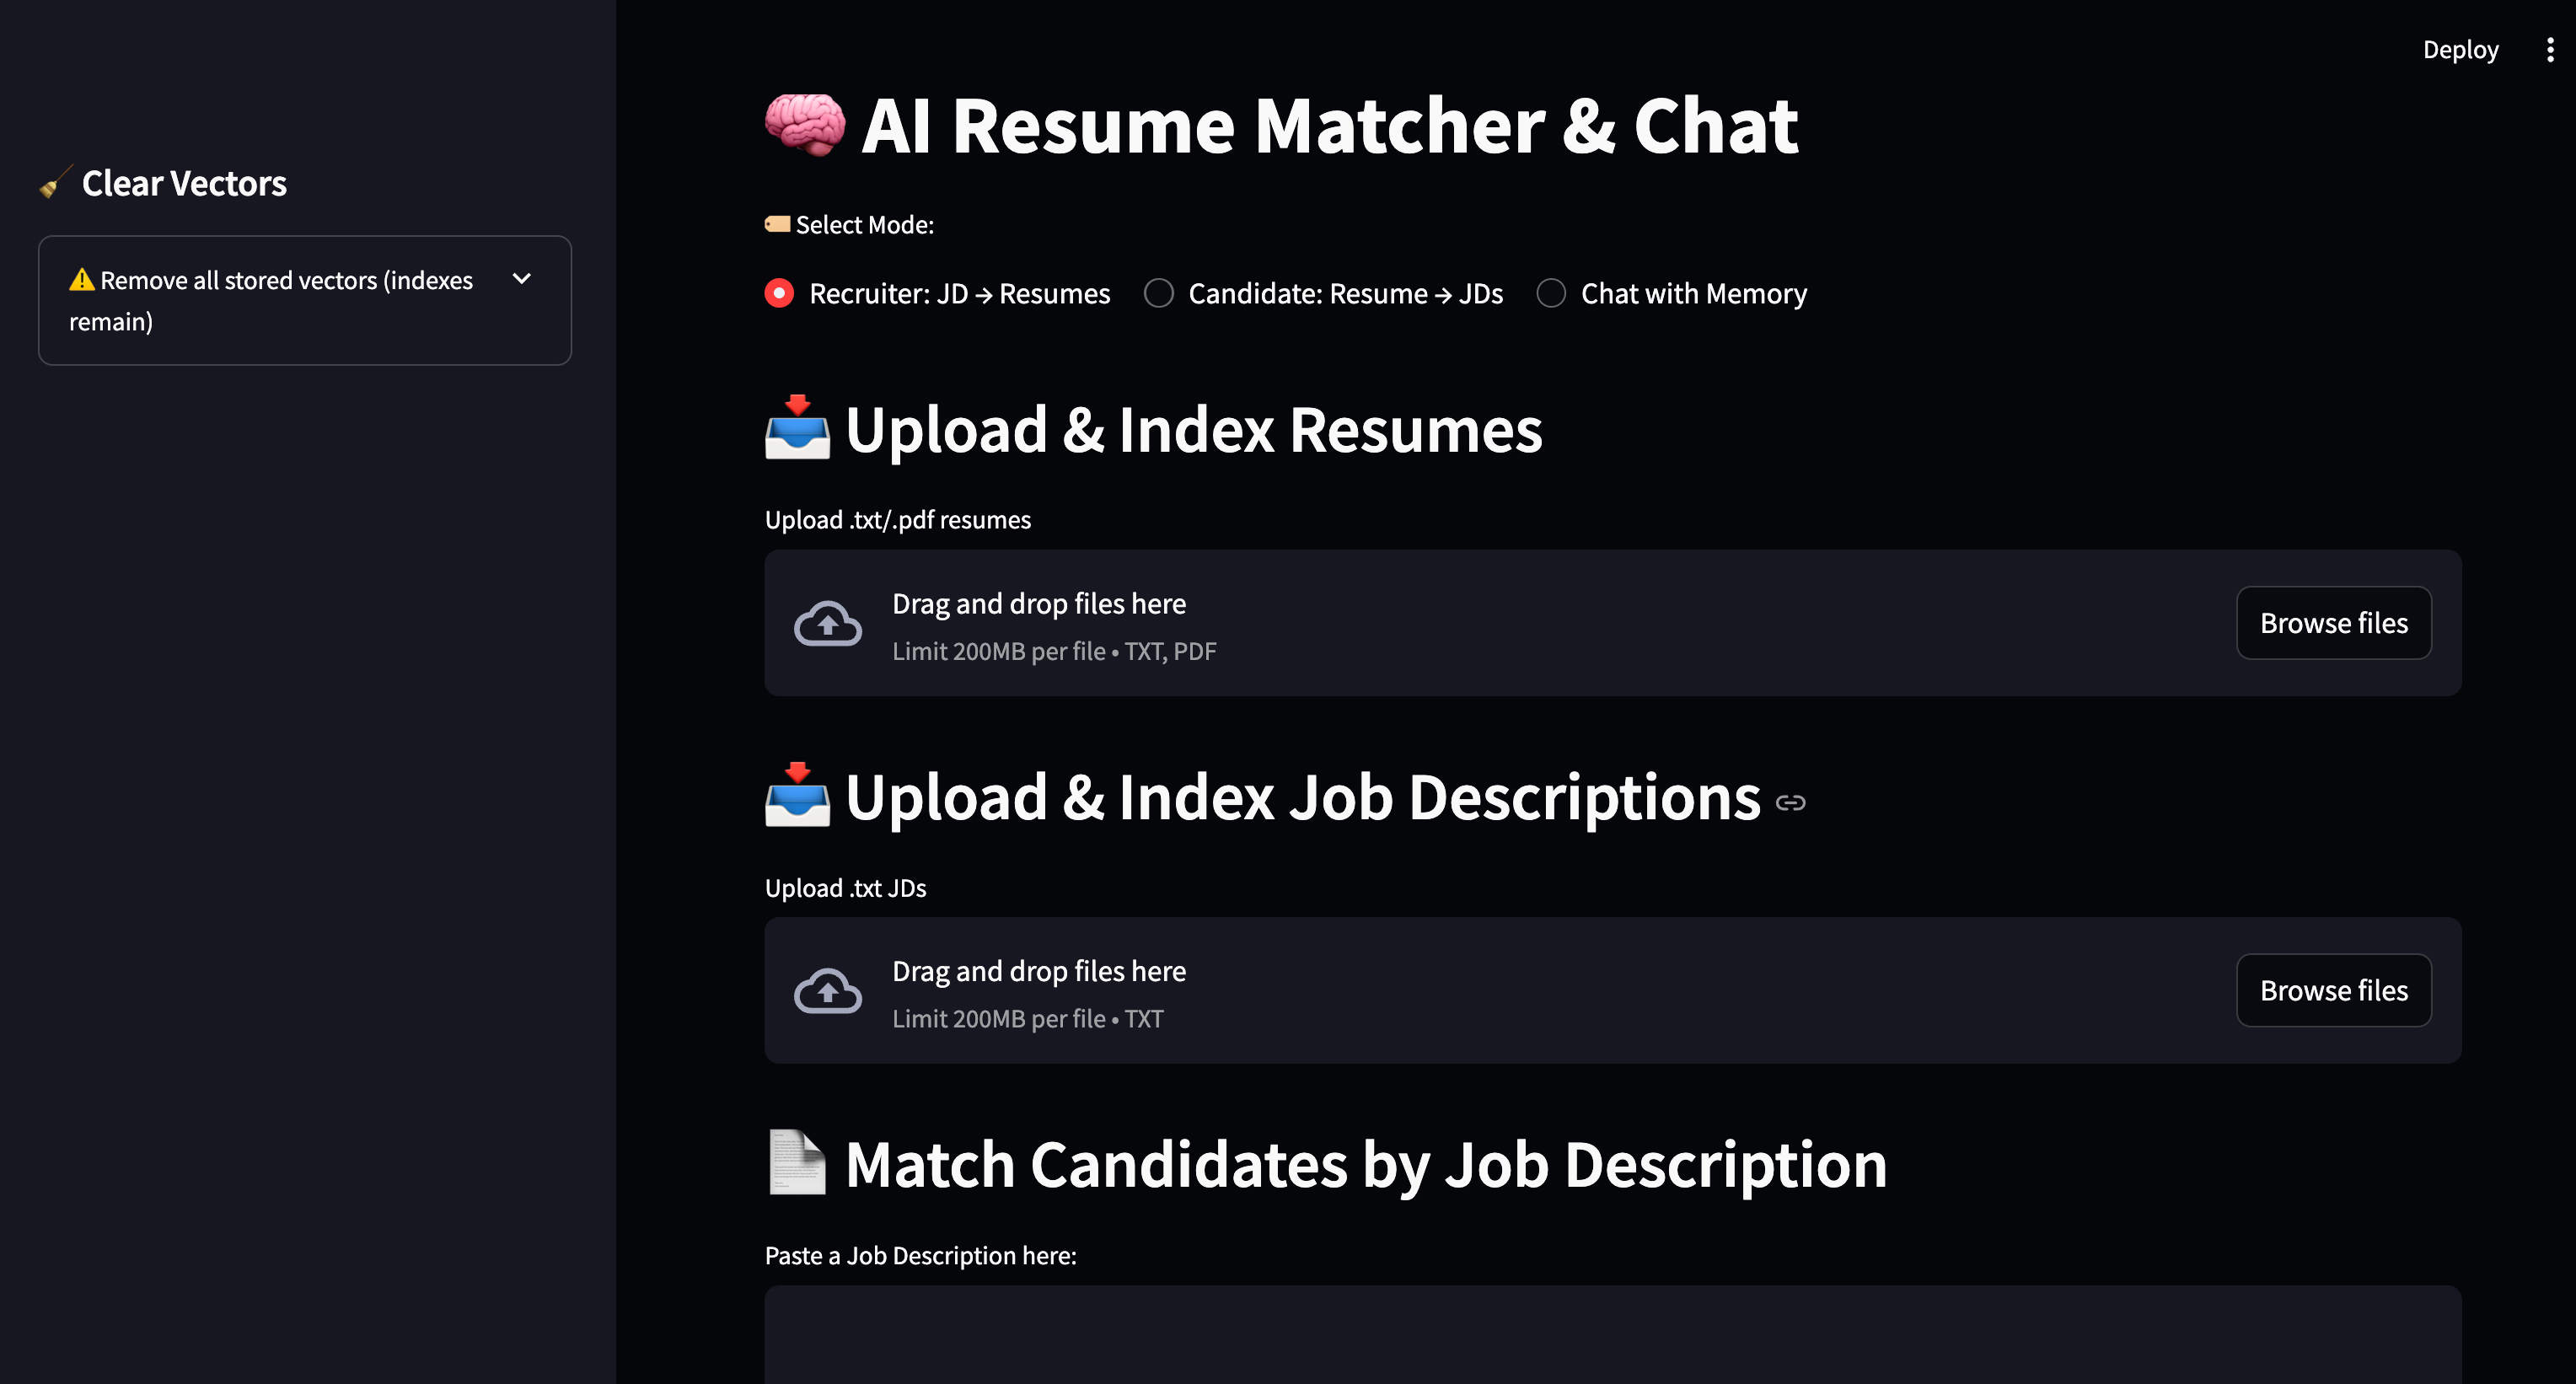 Deploy
Clear Vectors
Remove all stored vectors (indexes
remain)
AI Resume Matcher & Chat
Select Mode:
Recruiter: JD → Resumes
Candidate: Resume → JDs
Chat with Memory
Upload & Index Resumes
Upload .txt/.pdf resumes
Drag and drop files here
Limit 200MB per file • TXT, PDF
Browse files
Upload & Index Job Descriptions
Upload .txt JDs
Drag and drop files here
Limit 200MB per file • TXT
Browse files
Match Candidates by Job Description
Paste a Job Description here: